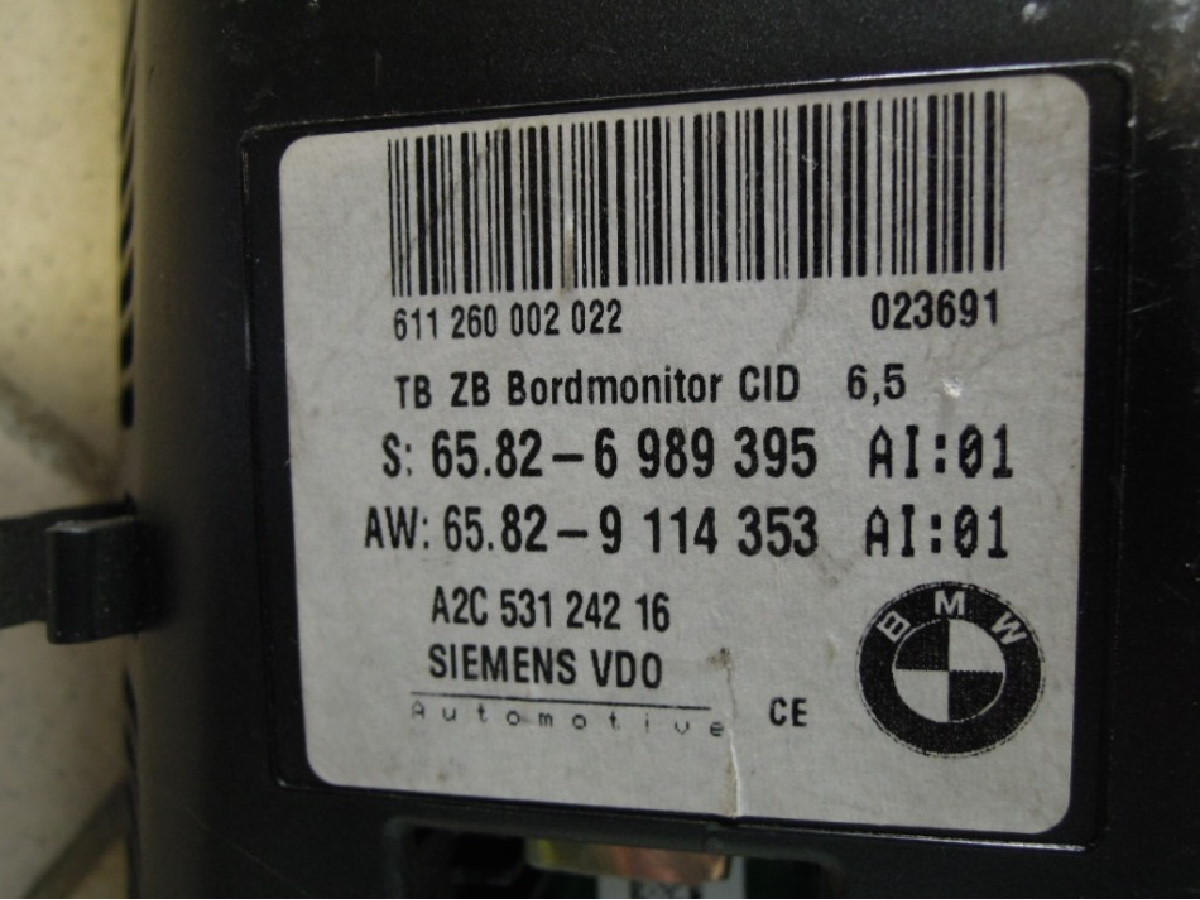 611 260 002 022 023691
TB ZB Bordmonitor CID 6,5
S: 65.82-6 989 395 AI:01
AW: 65.82-9 114 353 AI:01
A2C 531 242 16
SIEMENS VDO
Automotive
CE
BMW